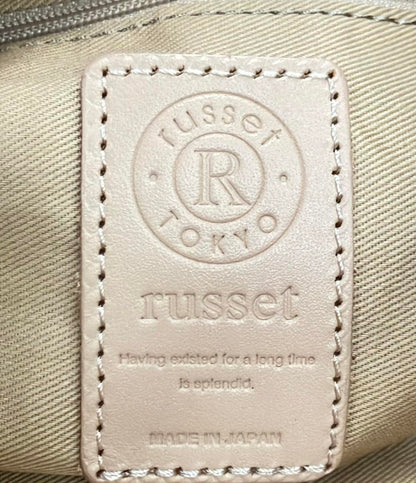 russet
R
TOKYO
russet
Having existed for a long time
is splendid.
MADE IN JAPAN